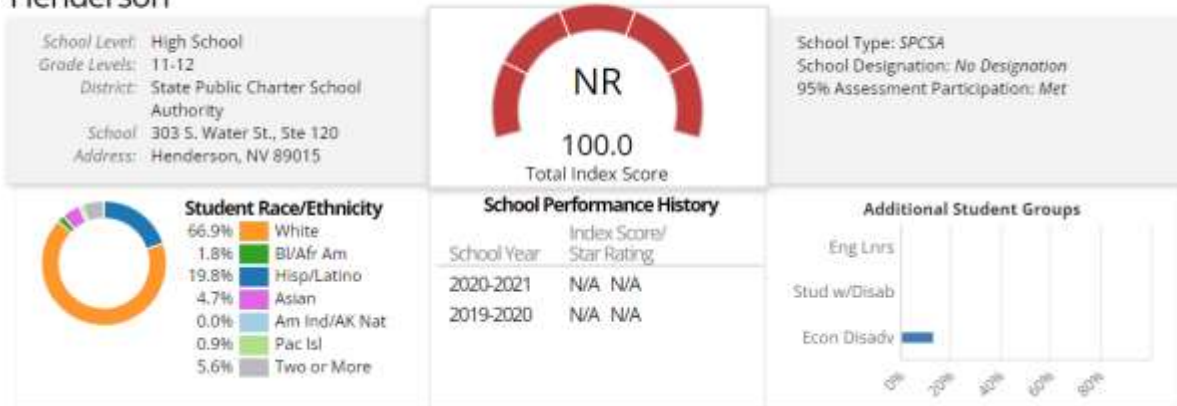 Henderson
School Level: High School
Grade Levels: 11-12
District: State Public Charter School
Authority
School 303 S. Water St., Ste 120
Address: Henderson, NV 89015
NR
100.0
Total Index Score
School Type: SPCSA
School Designation: No Designation
95% Assessment Participation: Met
Student Race/Ethnicity
66.9% White
1.8% Bl/Afr Am
19.8% Hisp/Latino
4.7% Asian
0.0% Am Ind/AK Nat
0.9% Pac Isl
5.6% Two or More
School Performance History
Index Score/
School Year Star Rating
2020-2021 N/A N/A
2019-2020 N/A N/A
Additional Student Groups
Eng Lnrs
Stud w/Disab
Econ Disadv
0% 20% 40% 60% 80%